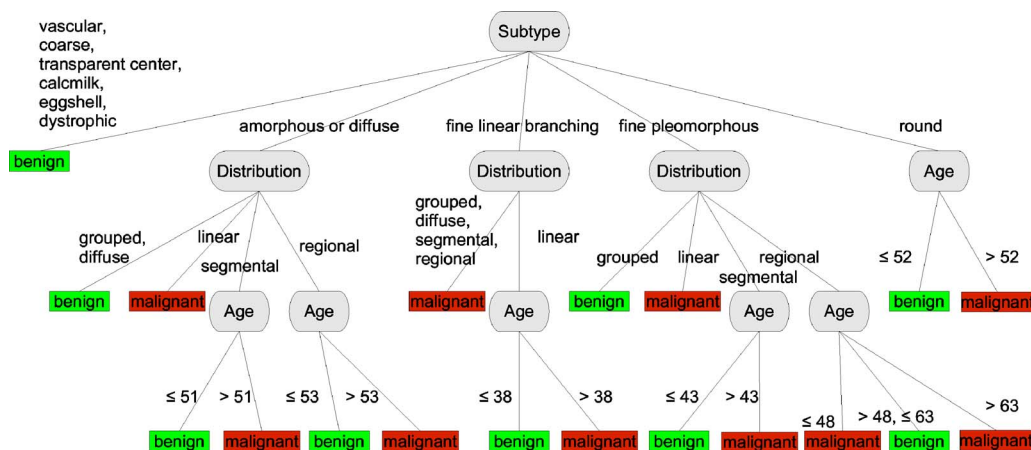 Subtype
vascular,
coarse,
transparent center,
calcmilk,
eggshell,
dystrophic
amorphous or diffuse
fine linear branching
fine pleomorphous
round
benign
Distribution
Distribution
Distribution
Age
grouped,
diffuse
linear
segmental
regional
grouped,
diffuse,
segmental,
regional
linear
grouped
linear
segmental
regional
≤ 52
> 52
benign
malignant
Age
Age
malignant
Age
benign
malignant
Age
Age
benign
malignant
≤ 51
> 51
≤ 53
> 53
≤ 38
> 38
≤ 43
> 43
≤ 48
> 48, ≤ 63
> 63
benign
malignant
benign
malignant
benign
malignant
benign
malignant
malignant
benign
malignant